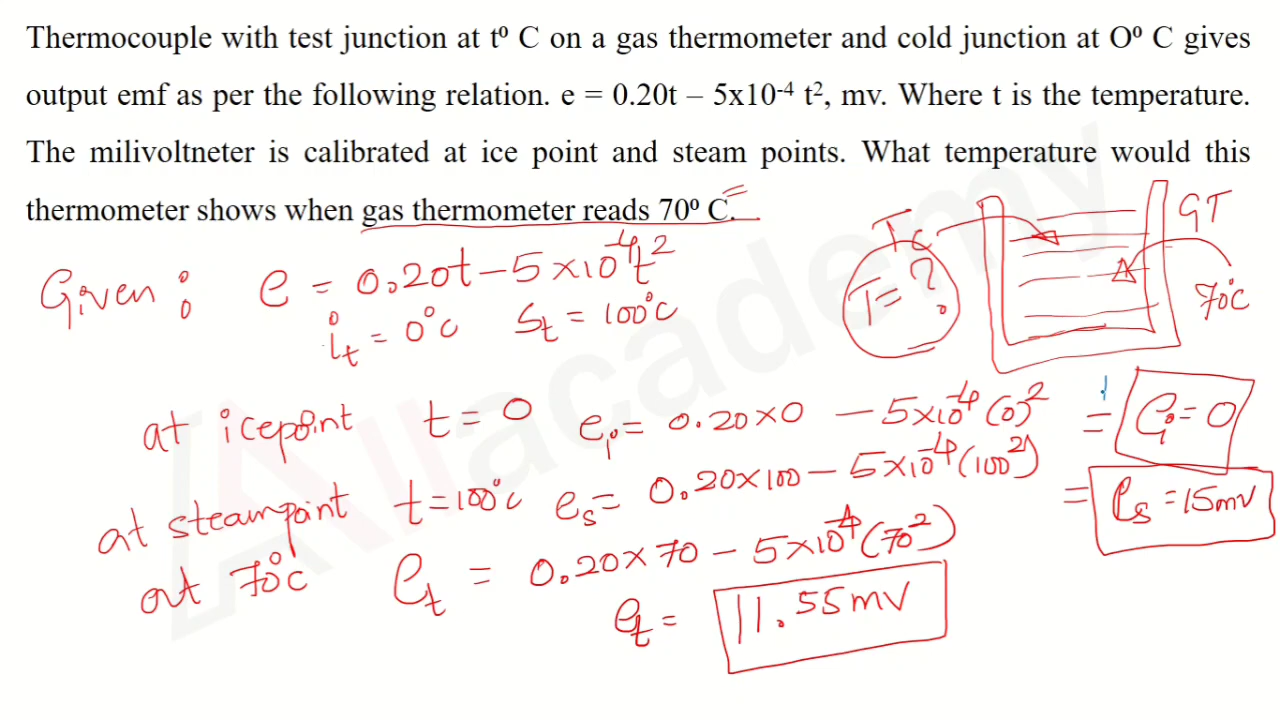 Thermocouple with test junction at tº C on a gas thermometer and cold junction at Oº C gives
output emf as per the following relation. e = 0.20t – 5x10⁻⁴ t², mv. Where t is the temperature.
The milivoltneter is calibrated at ice point and steam points. What temperature would this
thermometer shows when gas thermometer reads 70º C.
GT
Tc
Given : e = 0.20t – 5×10⁻⁴t²
T = ?
70°C
it = 0°C St = 100°C
at icepoint t = 0 ei = 0.20×0 – 5×10⁻⁴(0)² = ei = 0
at steampoint t = 100°C es = 0.20×100 – 5×10⁻⁴(100²) = es = 15mv
at 70°C et = 0.20×70 – 5×10⁻⁴(70²)
et = 11.55mv
Allacademy